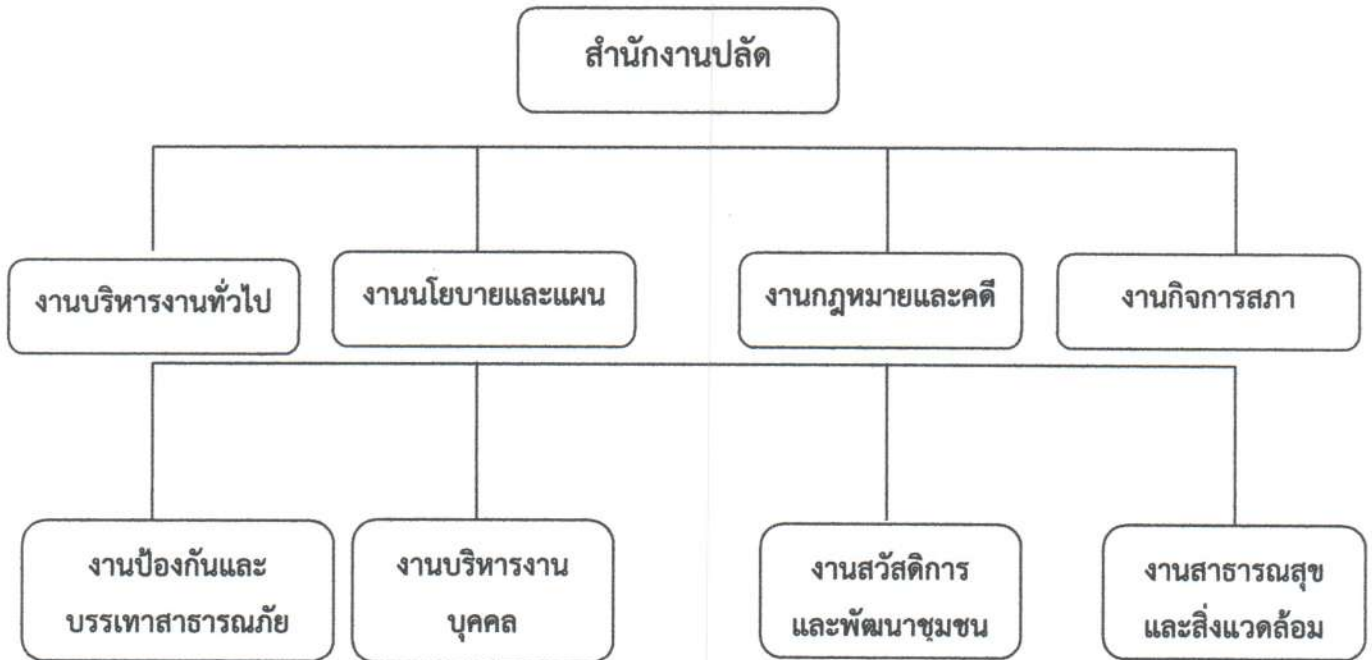 สำนักงานปลัด
งานบริหารงานทั่วไป
งานนโยบายและแผน
งานกฎหมายและคดี
งานกิจการสภา
งานป้องกันและ
บรรเทาสาธารณภัย
งานบริหารงาน
บุคคล
งานสวัสดิการ
และพัฒนาชุมชน
งานสาธารณสุข
และสิ่งแวดล้อม